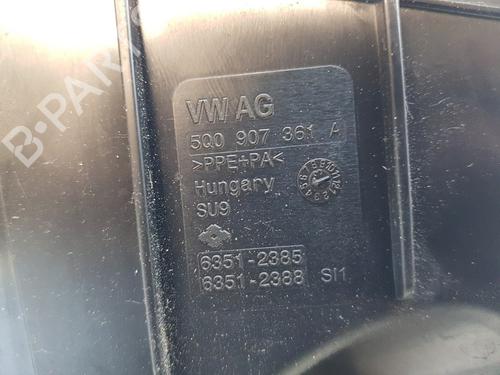 VW AG
5Q0 907 361 A
>PPE+PA<
Hungary
SU9
6351-2385
6351-2388 SI1
B-PARTS